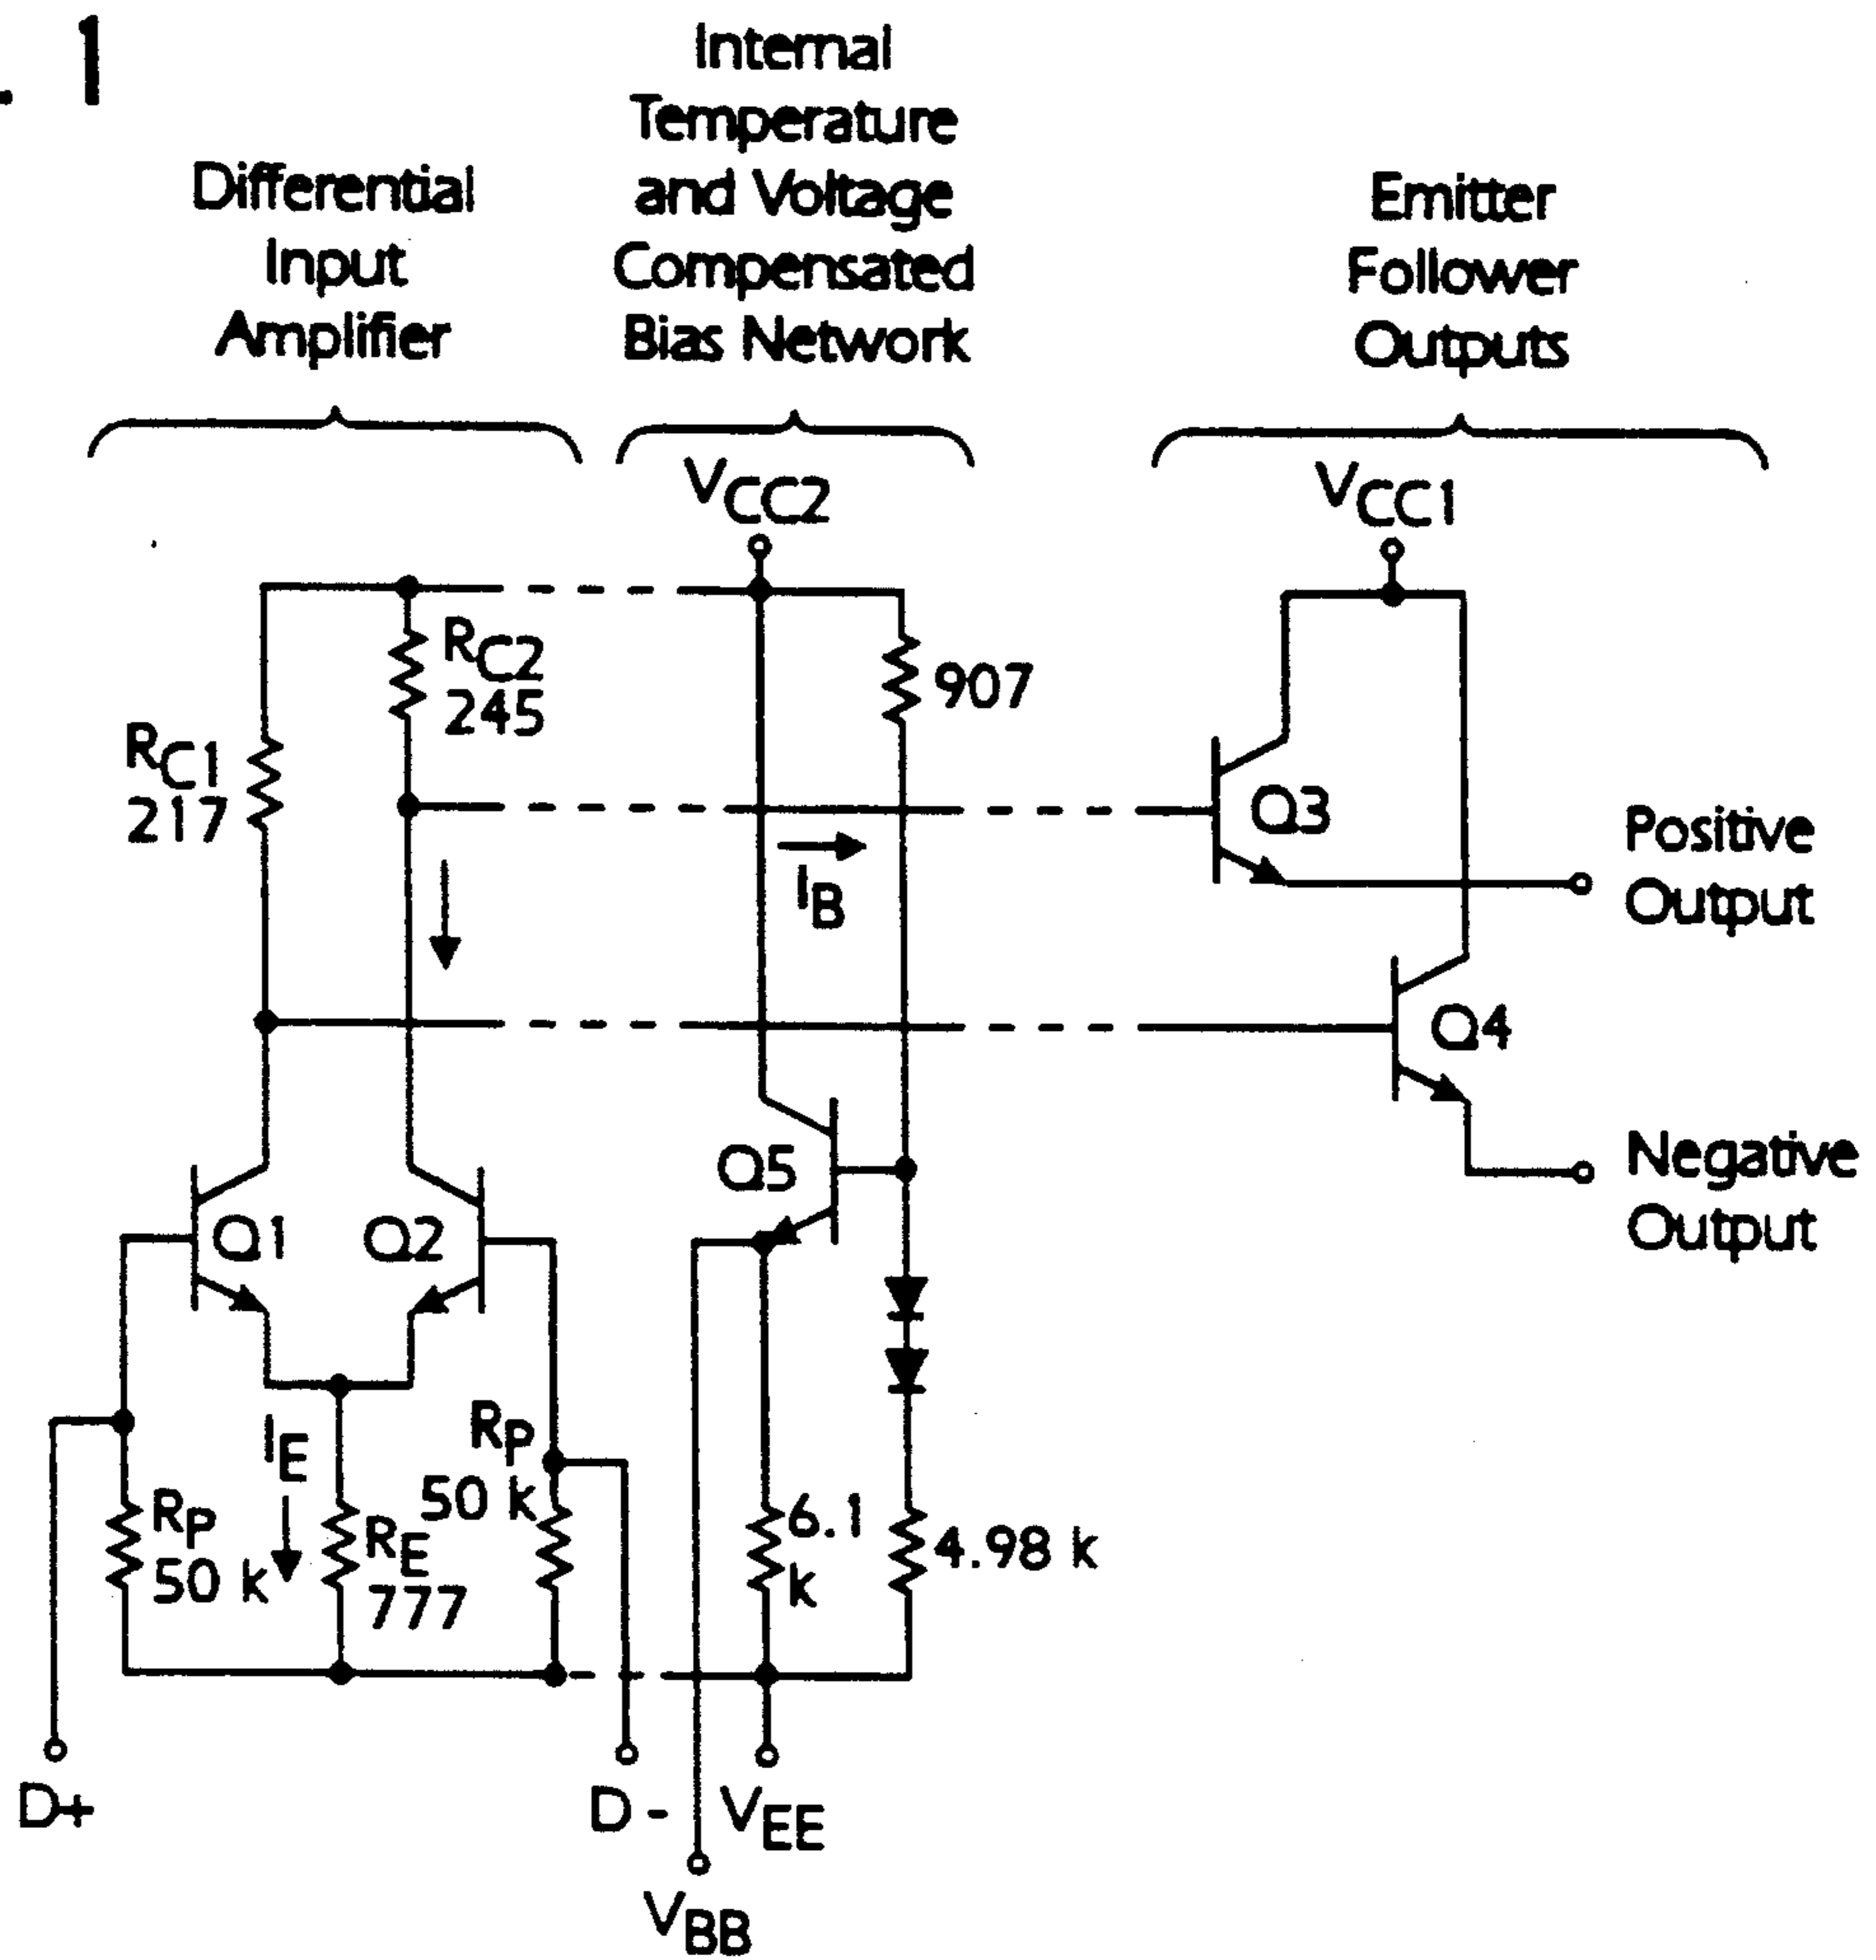 . 1
Differential
Input
Amplifier
Internal
Temperature
and Voltage
Compensated
Bias Network
Emitter
Follower
Outputs
VCC2
VCC1
RC2
245
907
RC1
217
Q3
Positive
Output
IB
Q4
Q5
Negative
Output
Q1
Q2
IE
RP
50 k
RP
50 k
RE
777
6.1
k
4.98 k
D+
D -
VEE
VBB